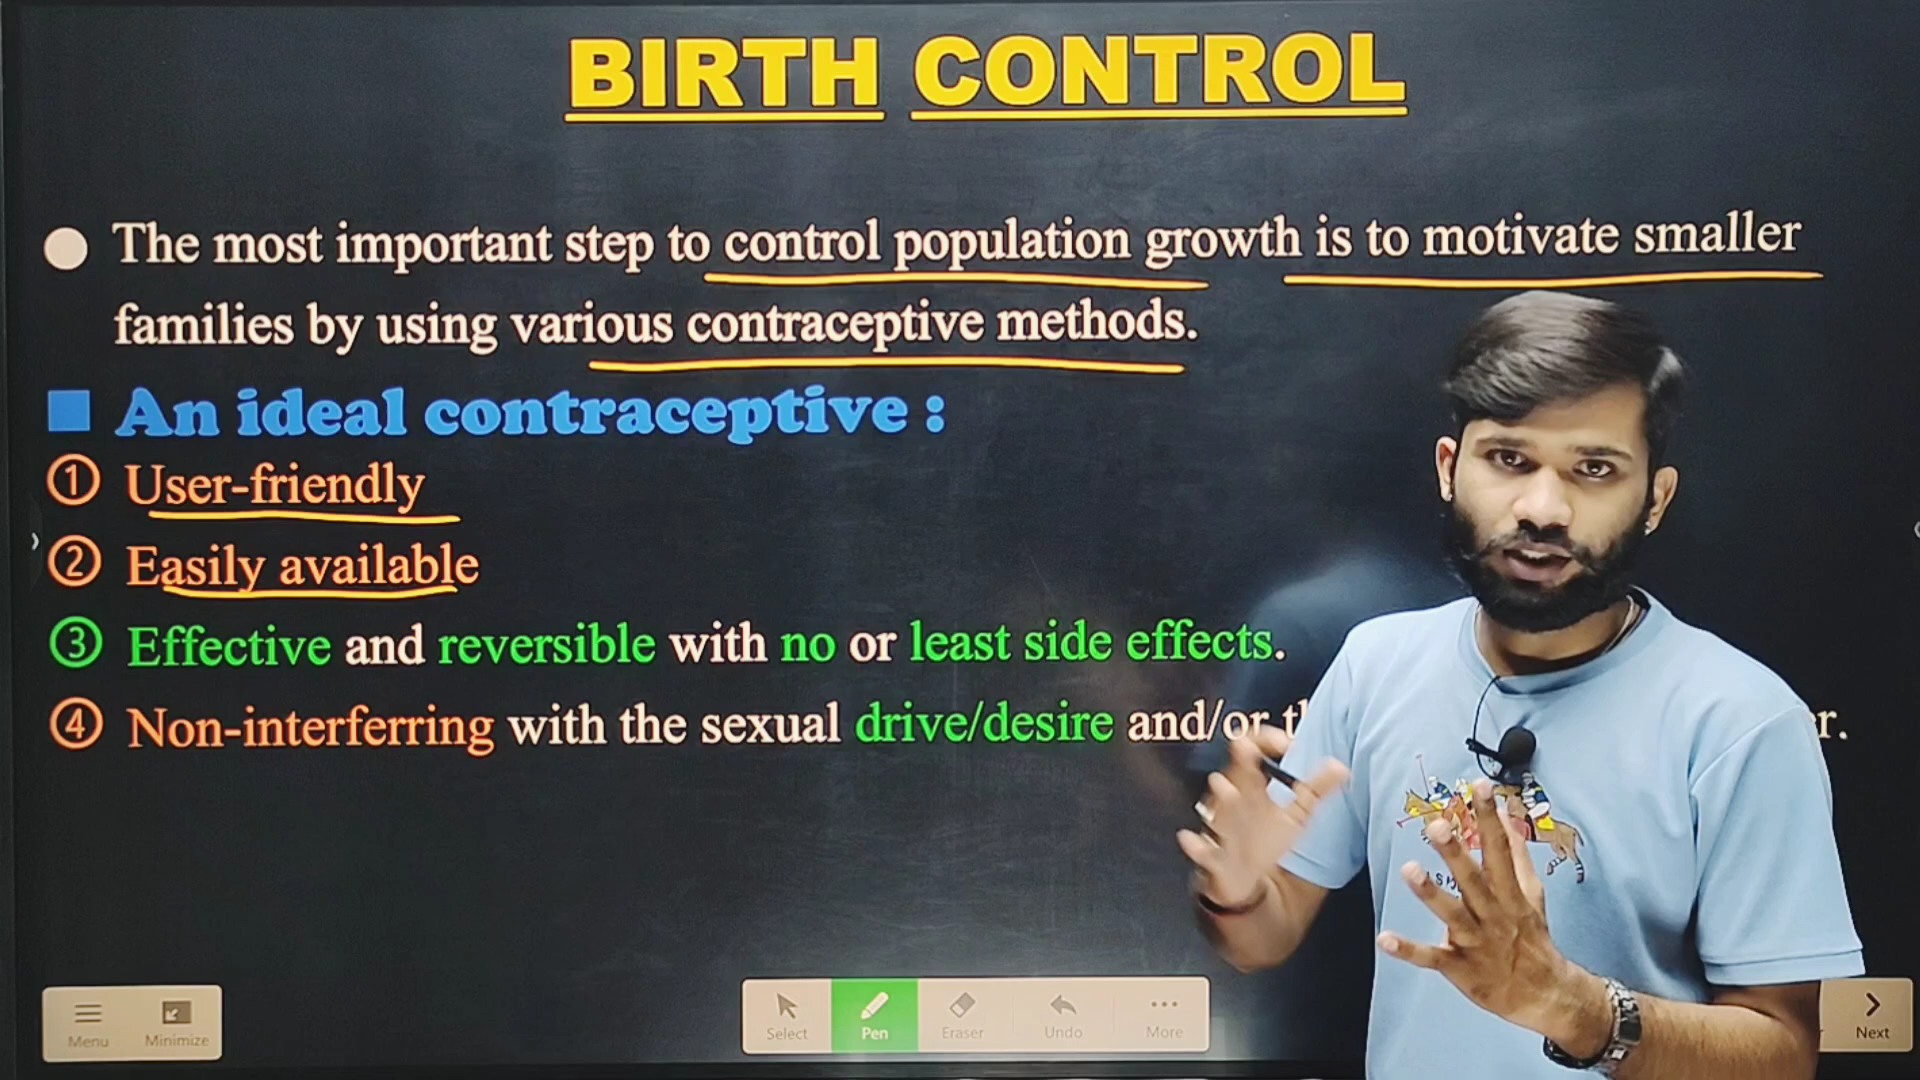 BIRTH CONTROL
The most important step to control population growth is to motivate smaller
families by using various contraceptive methods.
An ideal contraceptive :
① User-friendly
② Easily available
③ Effective and reversible with no or least side effects.
④ Non-interferring with the sexual drive/desire and/or
Menu
Minimize
Select
Pen
Eraser
Undo
More
Next